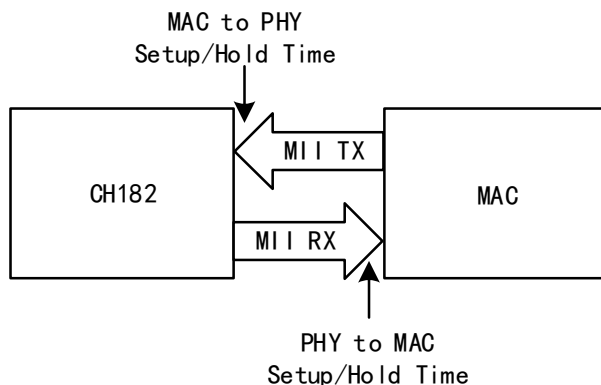 MAC to PHY
Setup/Hold Time
MII TX
CH182
MAC
MII RX
PHY to MAC
Setup/Hold Time